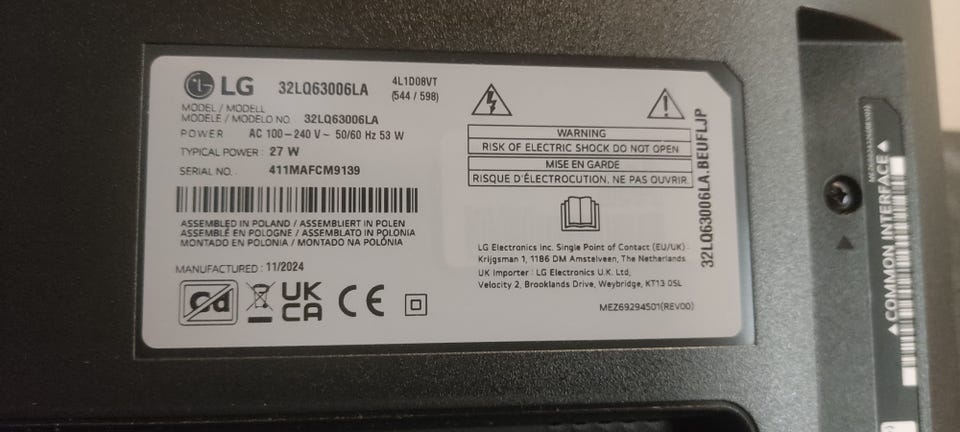 LG 32LQ63006LA 4L1D08VT
(544 / 598)
MODEL / MODELL
MODELE / MODELO NO. 32LQ63006LA
POWER AC 100-240 V~ 50/60 Hz 53 W
TYPICAL POWER : 27 W
SERIAL NO. 411MAFCM9139
ASSEMBLED IN POLAND / ASSEMBLIERT IN POLEN
ASSEMBLÉ EN POLOGNE / ASSEMBLATO IN POLONIA
MONTADO EN POLONIA / MONTADO NA POLÓNIA
MANUFACTURED : 11/2024
Cd
UK
CA
CE
WARNING
RISK OF ELECTRIC SHOCK DO NOT OPEN
MISE EN GARDE
RISQUE D'ÉLECTROCUTION. NE PAS OUVRIR.
LG Electronics Inc. Single Point of Contact (EU/UK) :
Krijgsman 1, 1186 DM Amstelveen, The Netherlands
UK Importer : LG Electronics U.K. Ltd,
Velocity 2, Brooklands Drive, Weybridge, KT13 0SL
MEZ69294501(REV00)
32LQ63006LA.BEUFLJP
▲COMMON INTERFACE▲